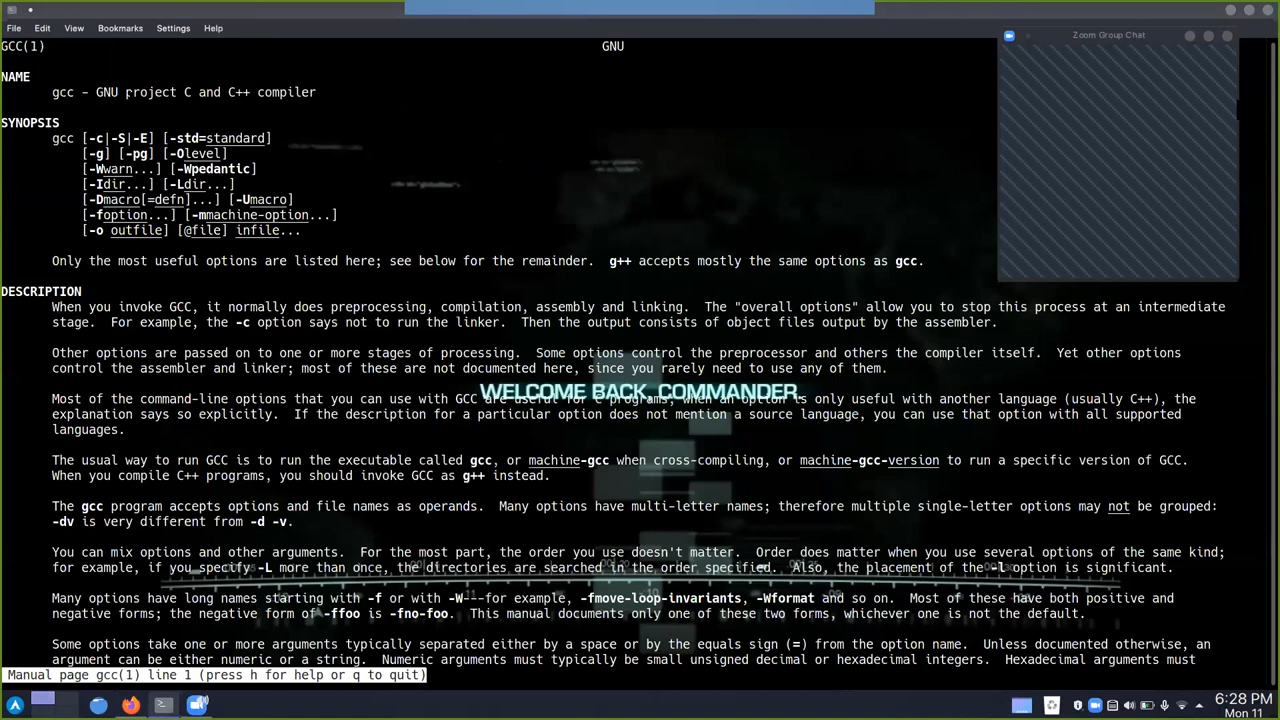 File Edit View Bookmarks Settings Help
Zoom Group Chat
GCC(1) GNU
NAME
gcc - GNU project C and C++ compiler
SYNOPSIS
gcc [-c|-S|-E] [-std=standard]
[-g] [-pg] [-Olevel]
[-Wwarn...] [-Wpedantic]
[-Idir...] [-Ldir...]
[-Dmacro[=defn]...] [-Umacro]
[-foption...] [-mmachine-option...]
[-o outfile] [@file] infile...
Only the most useful options are listed here; see below for the remainder.  g++ accepts mostly the same options as gcc.
DESCRIPTION
When you invoke GCC, it normally does preprocessing, compilation, assembly and linking.  The "overall options" allow you to stop this process at an intermediate
stage.  For example, the -c option says not to run the linker.  Then the output consists of object files output by the assembler.
Other options are passed on to one or more stages of processing.  Some options control the preprocessor and others the compiler itself.  Yet other options
control the assembler and linker; most of these are not documented here, since you rarely need to use any of them.
WELCOME BACK, COMMANDER.
Most of the command-line options that you can use with GCC are useful for C programs; when an option is only useful with another language (usually C++), the
explanation says so explicitly.  If the description for a particular option does not mention a source language, you can use that option with all supported
languages.
The usual way to run GCC is to run the executable called gcc, or machine-gcc when cross-compiling, or machine-gcc-version to run a specific version of GCC.
When you compile C++ programs, you should invoke GCC as g++ instead.
The gcc program accepts options and file names as operands.  Many options have multi-letter names; therefore multiple single-letter options may not be grouped:
-dv is very different from -d -v.
You can mix options and other arguments.  For the most part, the order you use doesn't matter.  Order does matter when you use several options of the same kind;
for example, if you specify -L more than once, the directories are searched in the order specified.  Also, the placement of the -l option is significant.
Many options have long names starting with -f or with -W---for example, -fmove-loop-invariants, -Wformat and so on.  Most of these have both positive and
negative forms; the negative form of -ffoo is -fno-foo.  This manual documents only one of these two forms, whichever one is not the default.
Some options take one or more arguments typically separated either by a space or by the equals sign (=) from the option name.  Unless documented otherwise, an
argument can be either numeric or a string.  Numeric arguments must typically be small unsigned decimal or hexadecimal integers.  Hexadecimal arguments must
Manual page gcc(1) line 1 (press h for help or q to quit)
6:28 PM
Mon 11